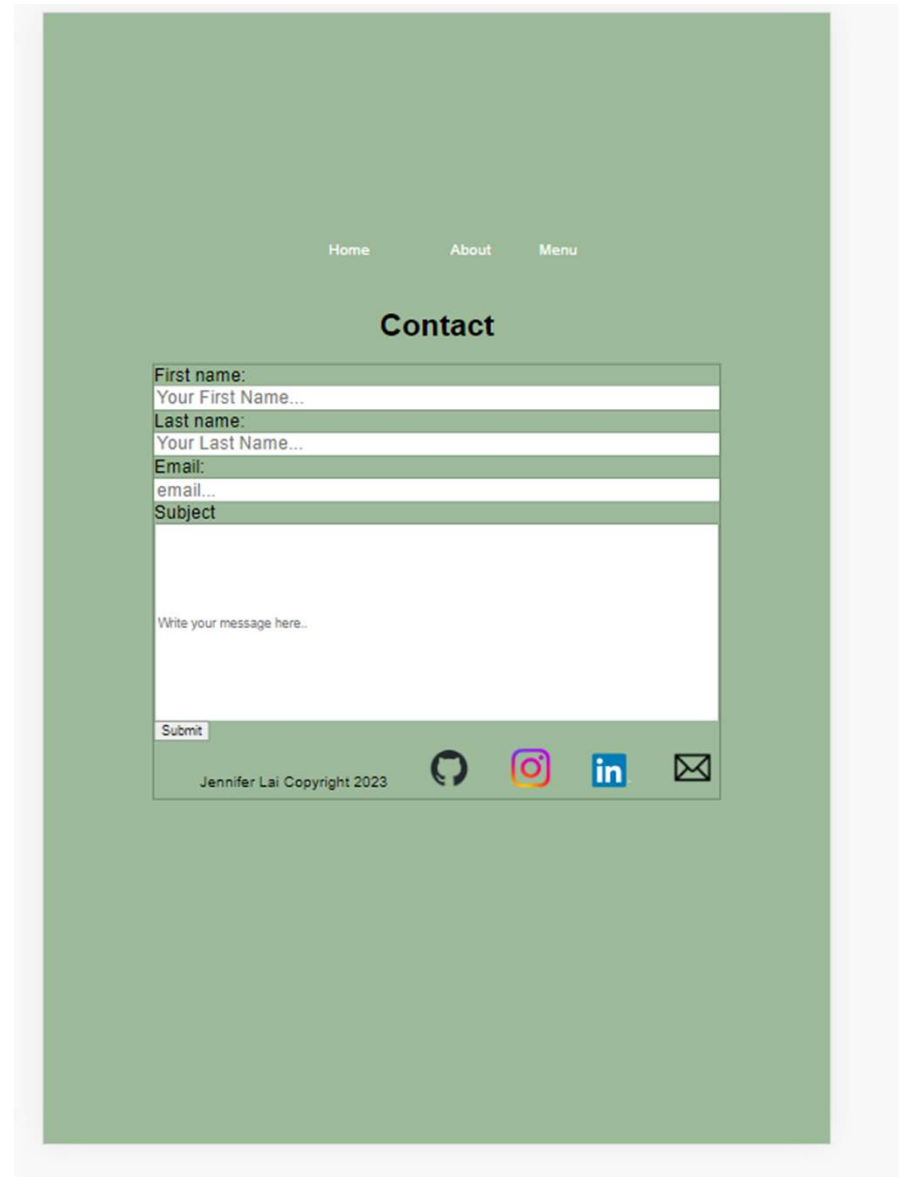 Home About Menu
Contact
First name:
Your First Name...
Last name:
Your Last Name...
Email:
email...
Subject
Write your message here..
Submit
Jennifer Lai Copyright 2023
in